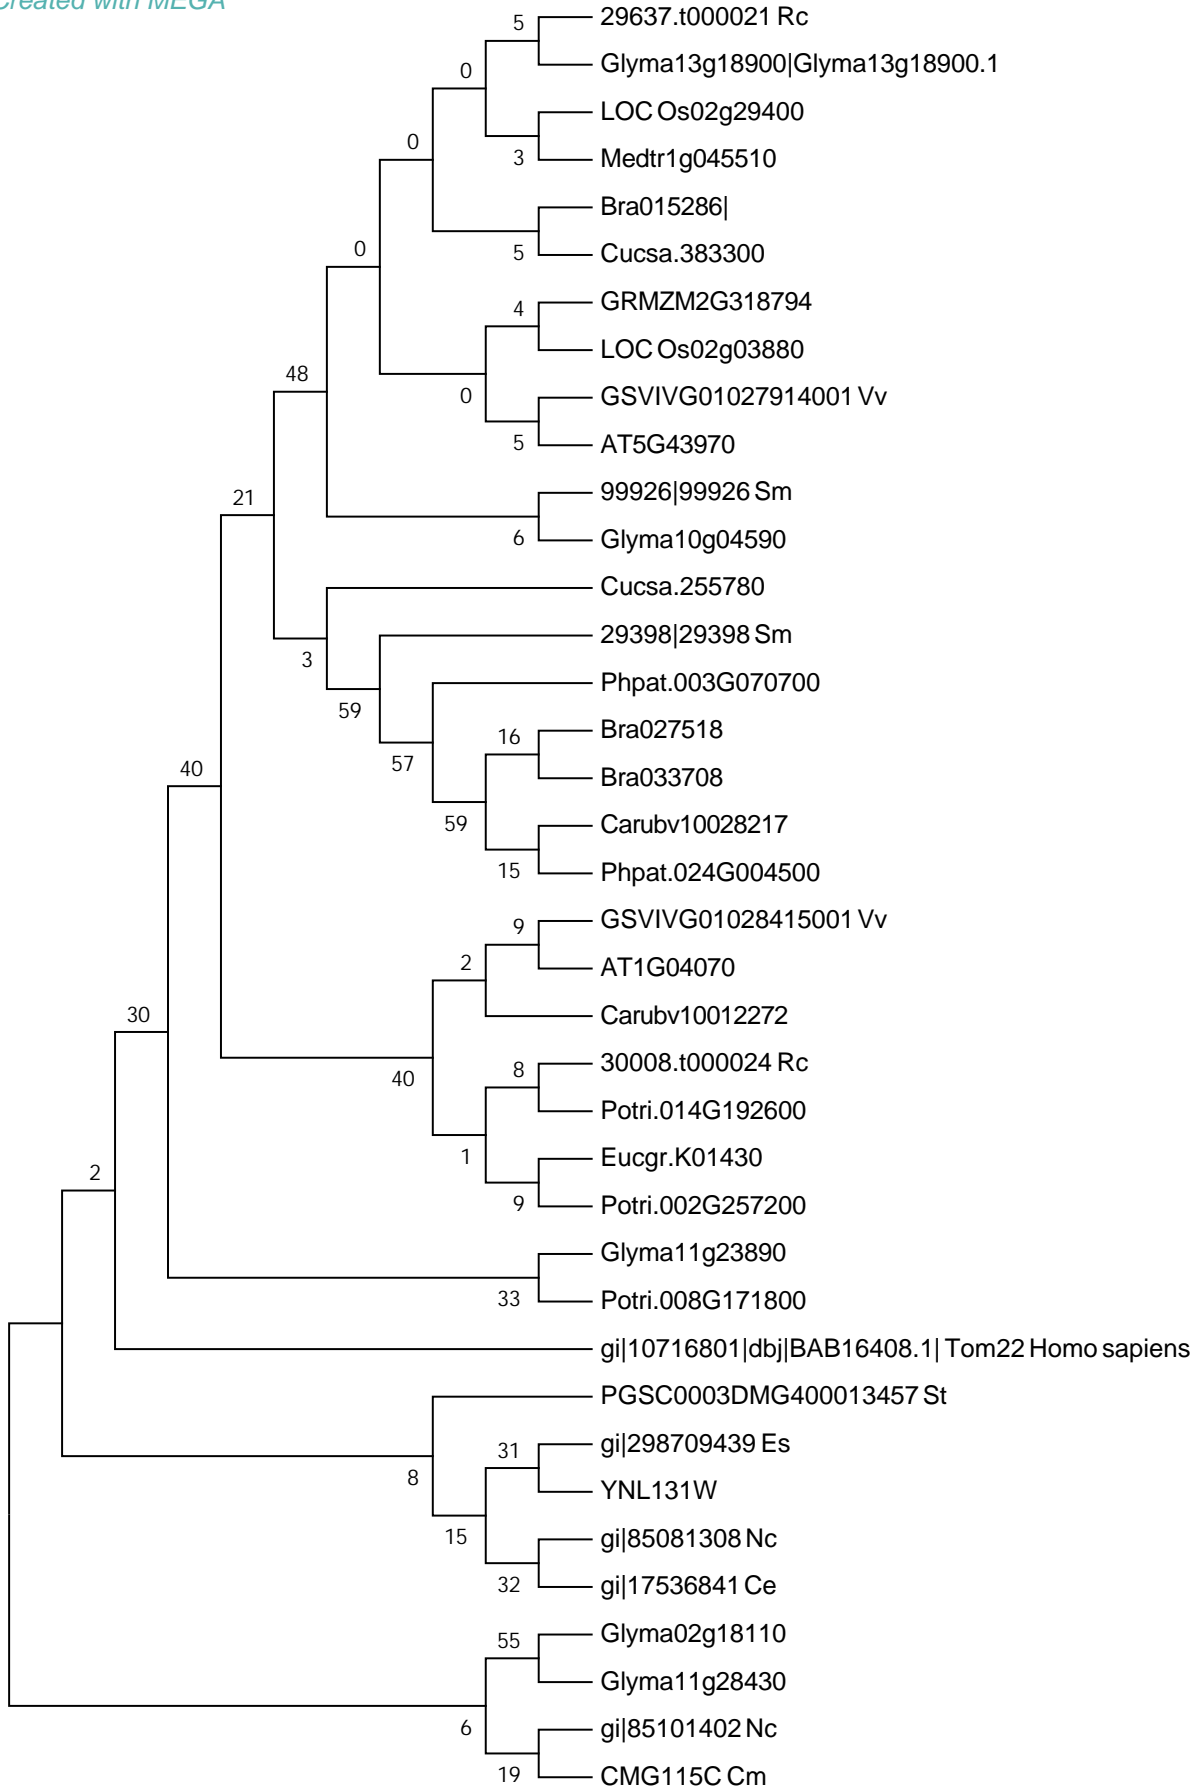 Created with MEGA
5
29637.t000021 Rc
Glyma13g18900|Glyma13g18900.1
0
LOC Os02g29400
3
Medtr1g045510
0
Bra015286|
5
Cucsa.383300
0
4
GRMZM2G318794
LOC Os02g03880
0
GSVIVG01027914001 Vv
5
AT5G43970
48
99926|99926 Sm
6
Glyma10g04590
21
Cucsa.255780
3
29398|29398 Sm
59
Phpat.003G070700
57
16
Bra027518
Bra033708
59
Carubv10028217
15
Phpat.024G004500
40
9
GSVIVG01028415001 Vv
AT1G04070
2
Carubv10012272
40
8
30008.t000024 Rc
Potri.014G192600
1
Eucgr.K01430
9
Potri.002G257200
30
Glyma11g23890
33
Potri.008G171800
2
gi|10716801|dbj|BAB16408.1| Tom22 Homo sapiens
PGSC0003DMG400013457 St
8
31
gi|298709439 Es
YNL131W
15
gi|85081308 Nc
32
gi|17536841 Ce
55
Glyma02g18110
Glyma11g28430
6
gi|85101402 Nc
19
CMG115C Cm